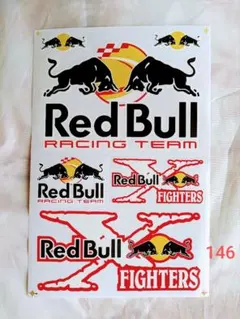 Red Bull
RACING TEAM
Red Bull
RACING TEAM
Red Bull
FIGHTERS
Red Bull
FIGHTERS
146